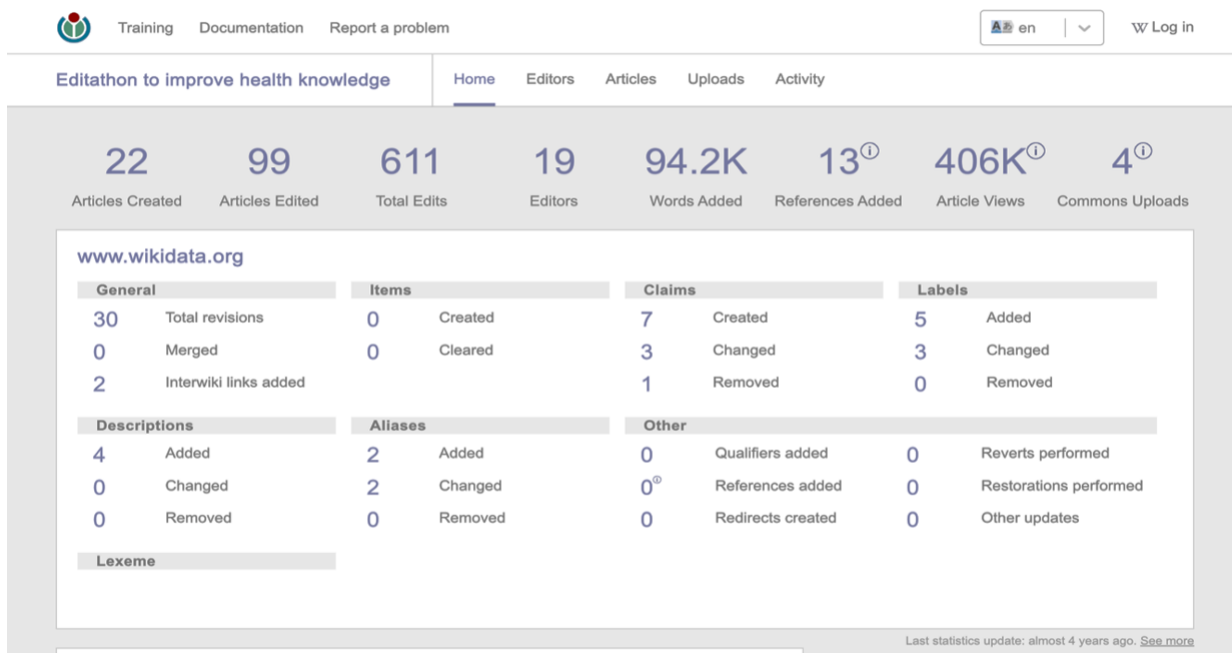 Training Documentation Report a problem en Log in
Editathon to improve health knowledge Home Editors Articles Uploads Activity
22 99 611 19 94.2K 13 406K 4
Articles Created Articles Edited Total Edits Editors Words Added References Added Article Views Commons Uploads
www.wikidata.org
General Items Claims Labels
30 Total revisions 0 Created 7 Created 5 Added
0 Merged 0 Cleared 3 Changed 3 Changed
2 Interwiki links added 1 Removed 0 Removed
Descriptions Aliases Other
4 Added 2 Added 0 Qualifiers added 0 Reverts performed
0 Changed 2 Changed 0 References added 0 Restorations performed
0 Removed 0 Removed 0 Redirects created 0 Other updates
Lexeme
Last statistics update: almost 4 years ago. See more